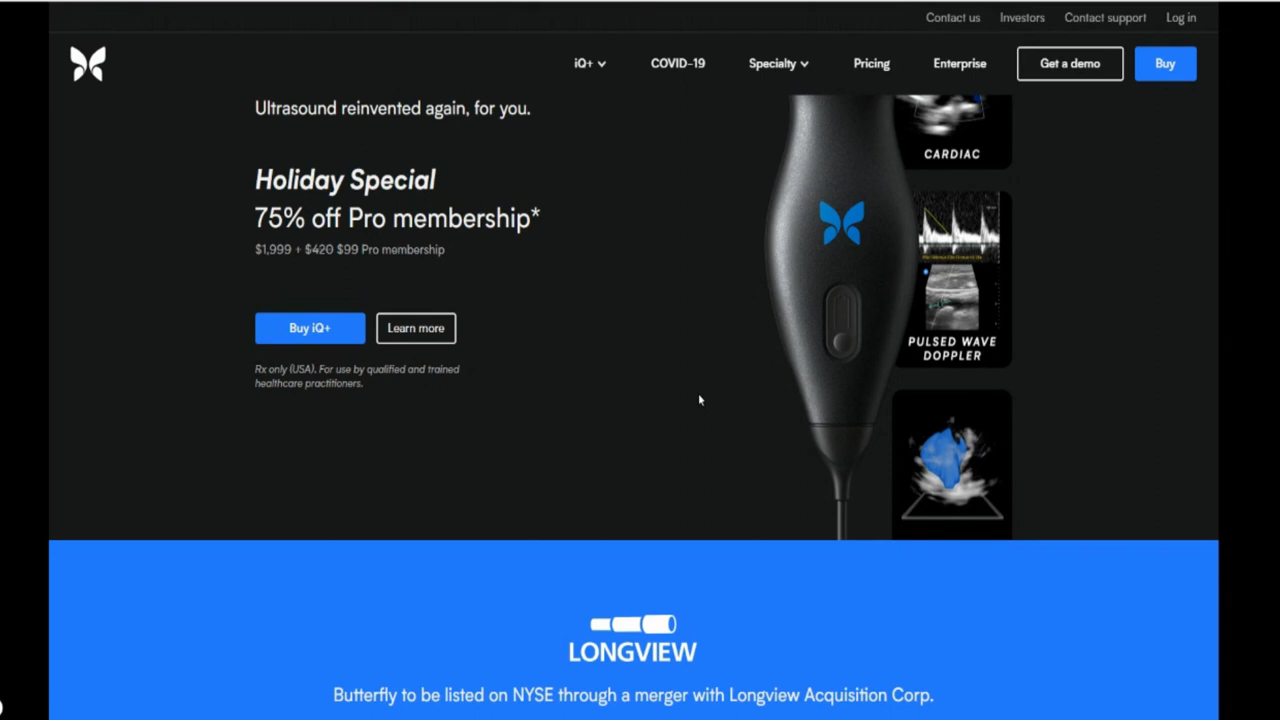 Contact us Investors Contact support Log in
iQ+ COVID-19 Specialty Pricing Enterprise Get a demo Buy
Ultrasound reinvented again, for you.
Holiday Special
75% off Pro membership*
$1,999 + $420 $99 Pro membership
Buy iQ+ Learn more
Rx only (USA). For use by qualified and trained
healthcare practitioners.
CARDIAC
PULSED WAVE
DOPPLER
LONGVIEW
Butterfly to be listed on NYSE through a merger with Longview Acquisition Corp.